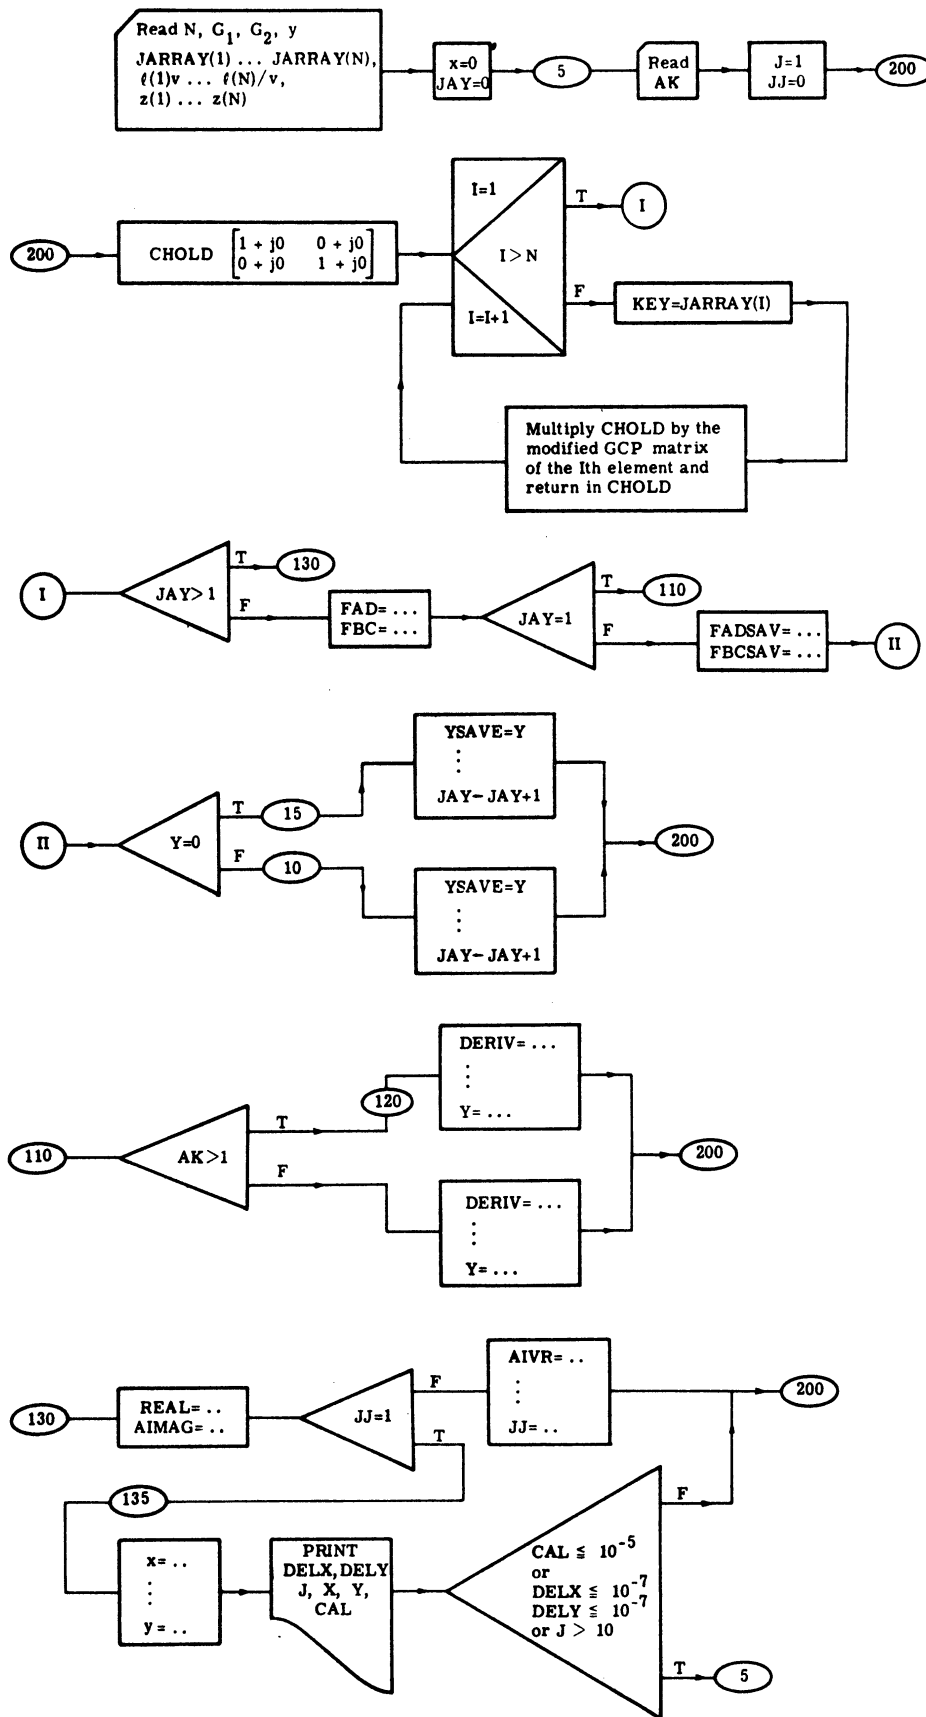 Read N, G1, G2, y
JARRAY(1) ... JARRAY(N),
ℓ(1)v ... ℓ(N)/v,
z(1) ... z(N)
x=0
JAY=0
5
Read
AK
J=1
JJ=0
200
200
CHOLD [1 + j0 0 + j0
0 + j0 1 + j0]
I=1
I > N
I=I+1
T
I
F
KEY=JARRAY(I)
Multiply CHOLD by the
modified GCP matrix
of the Ith element and
return in CHOLD
I
JAY> 1
T
130
F
FAD= ...
FBC= ...
JAY=1
T
110
F
FADSAV= ...
FBCSAV= ...
II
II
Y=0
T
15
YSAVE=Y
⋮
JAY← JAY+1
F
10
YSAVE=Y
⋮
JAY← JAY+1
200
110
AK>1
T
120
DERIV= ...
⋮
Y= ...
F
DERIV= ...
⋮
Y= ...
200
130
REAL= ..
AIMAG= ..
JJ=1
F
AIVR= ..
⋮
JJ= ..
200
T
135
x= ..
⋮
y= ..
PRINT
DELX, DELY
J, X, Y,
CAL
CAL ≦ 10^-5
or
DELX ≦ 10^-7
DELY ≦ 10^-7
or J > 10
F
T
5